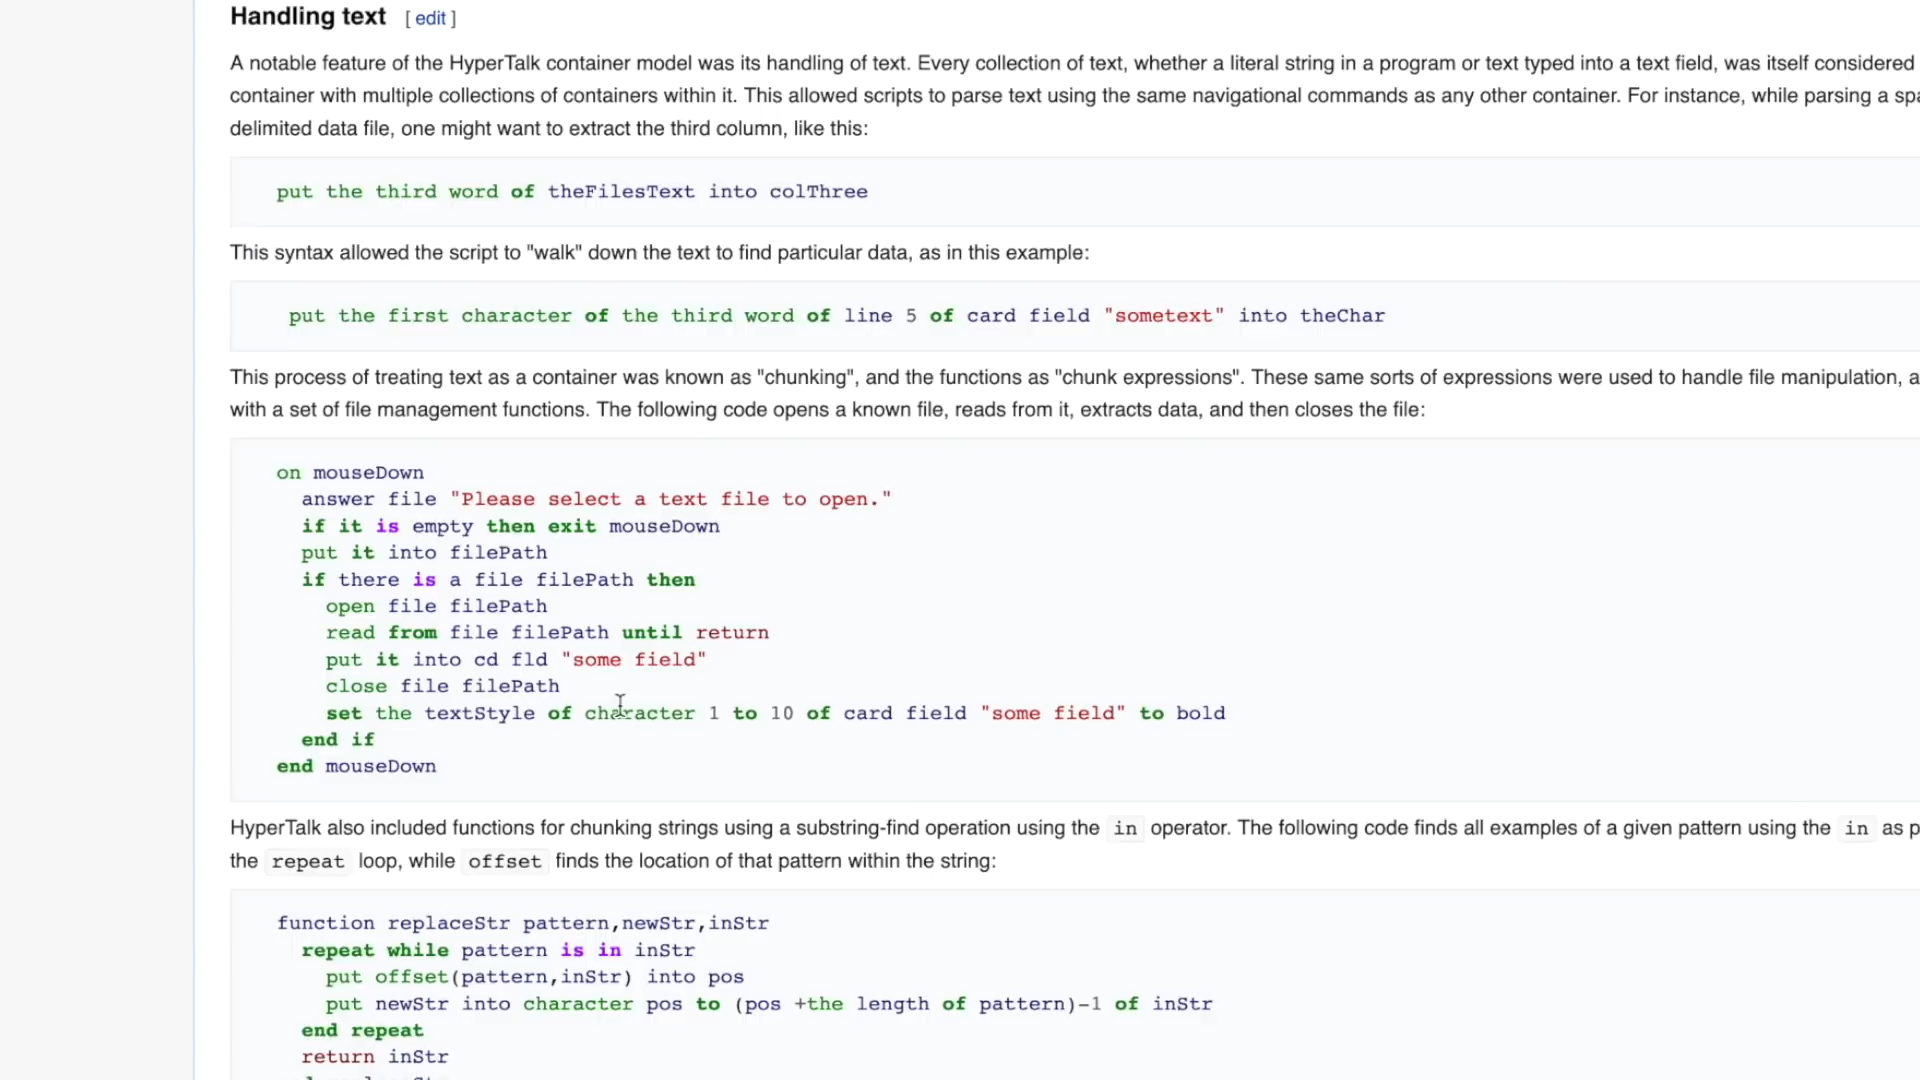 Handling text [ edit ]
A notable feature of the HyperTalk container model was its handling of text. Every collection of text, whether a literal string in a program or text typed into a text field, was itself considered
container with multiple collections of containers within it. This allowed scripts to parse text using the same navigational commands as any other container. For instance, while parsing a
delimited data file, one might want to extract the third column, like this:
put the third word of theFilesText into colThree
This syntax allowed the script to "walk" down the text to find particular data, as in this example:
put the first character of the third word of line 5 of card field "sometext" into theChar
This process of treating text as a container was known as "chunking", and the functions as "chunk expressions". These same sorts of expressions were used to handle file manipulation,
with a set of file management functions. The following code opens a known file, reads from it, extracts data, and then closes the file:
on mouseDown
answer file "Please select a text file to open."
if it is empty then exit mouseDown
put it into filePath
if there is a file filePath then
open file filePath
read from file filePath until return
put it into cd fld "some field"
close file filePath
set the textStyle of character 1 to 10 of card field "some field" to bold
end if
end mouseDown
HyperTalk also included functions for chunking strings using a substring-find operation using the in operator. The following code finds all examples of a given pattern using the in as
the repeat loop, while offset finds the location of that pattern within the string:
function replaceStr pattern,newStr,inStr
repeat while pattern is in inStr
put offset(pattern,inStr) into pos
put newStr into character pos to (pos +the length of pattern)-1 of inStr
end repeat
return inStr